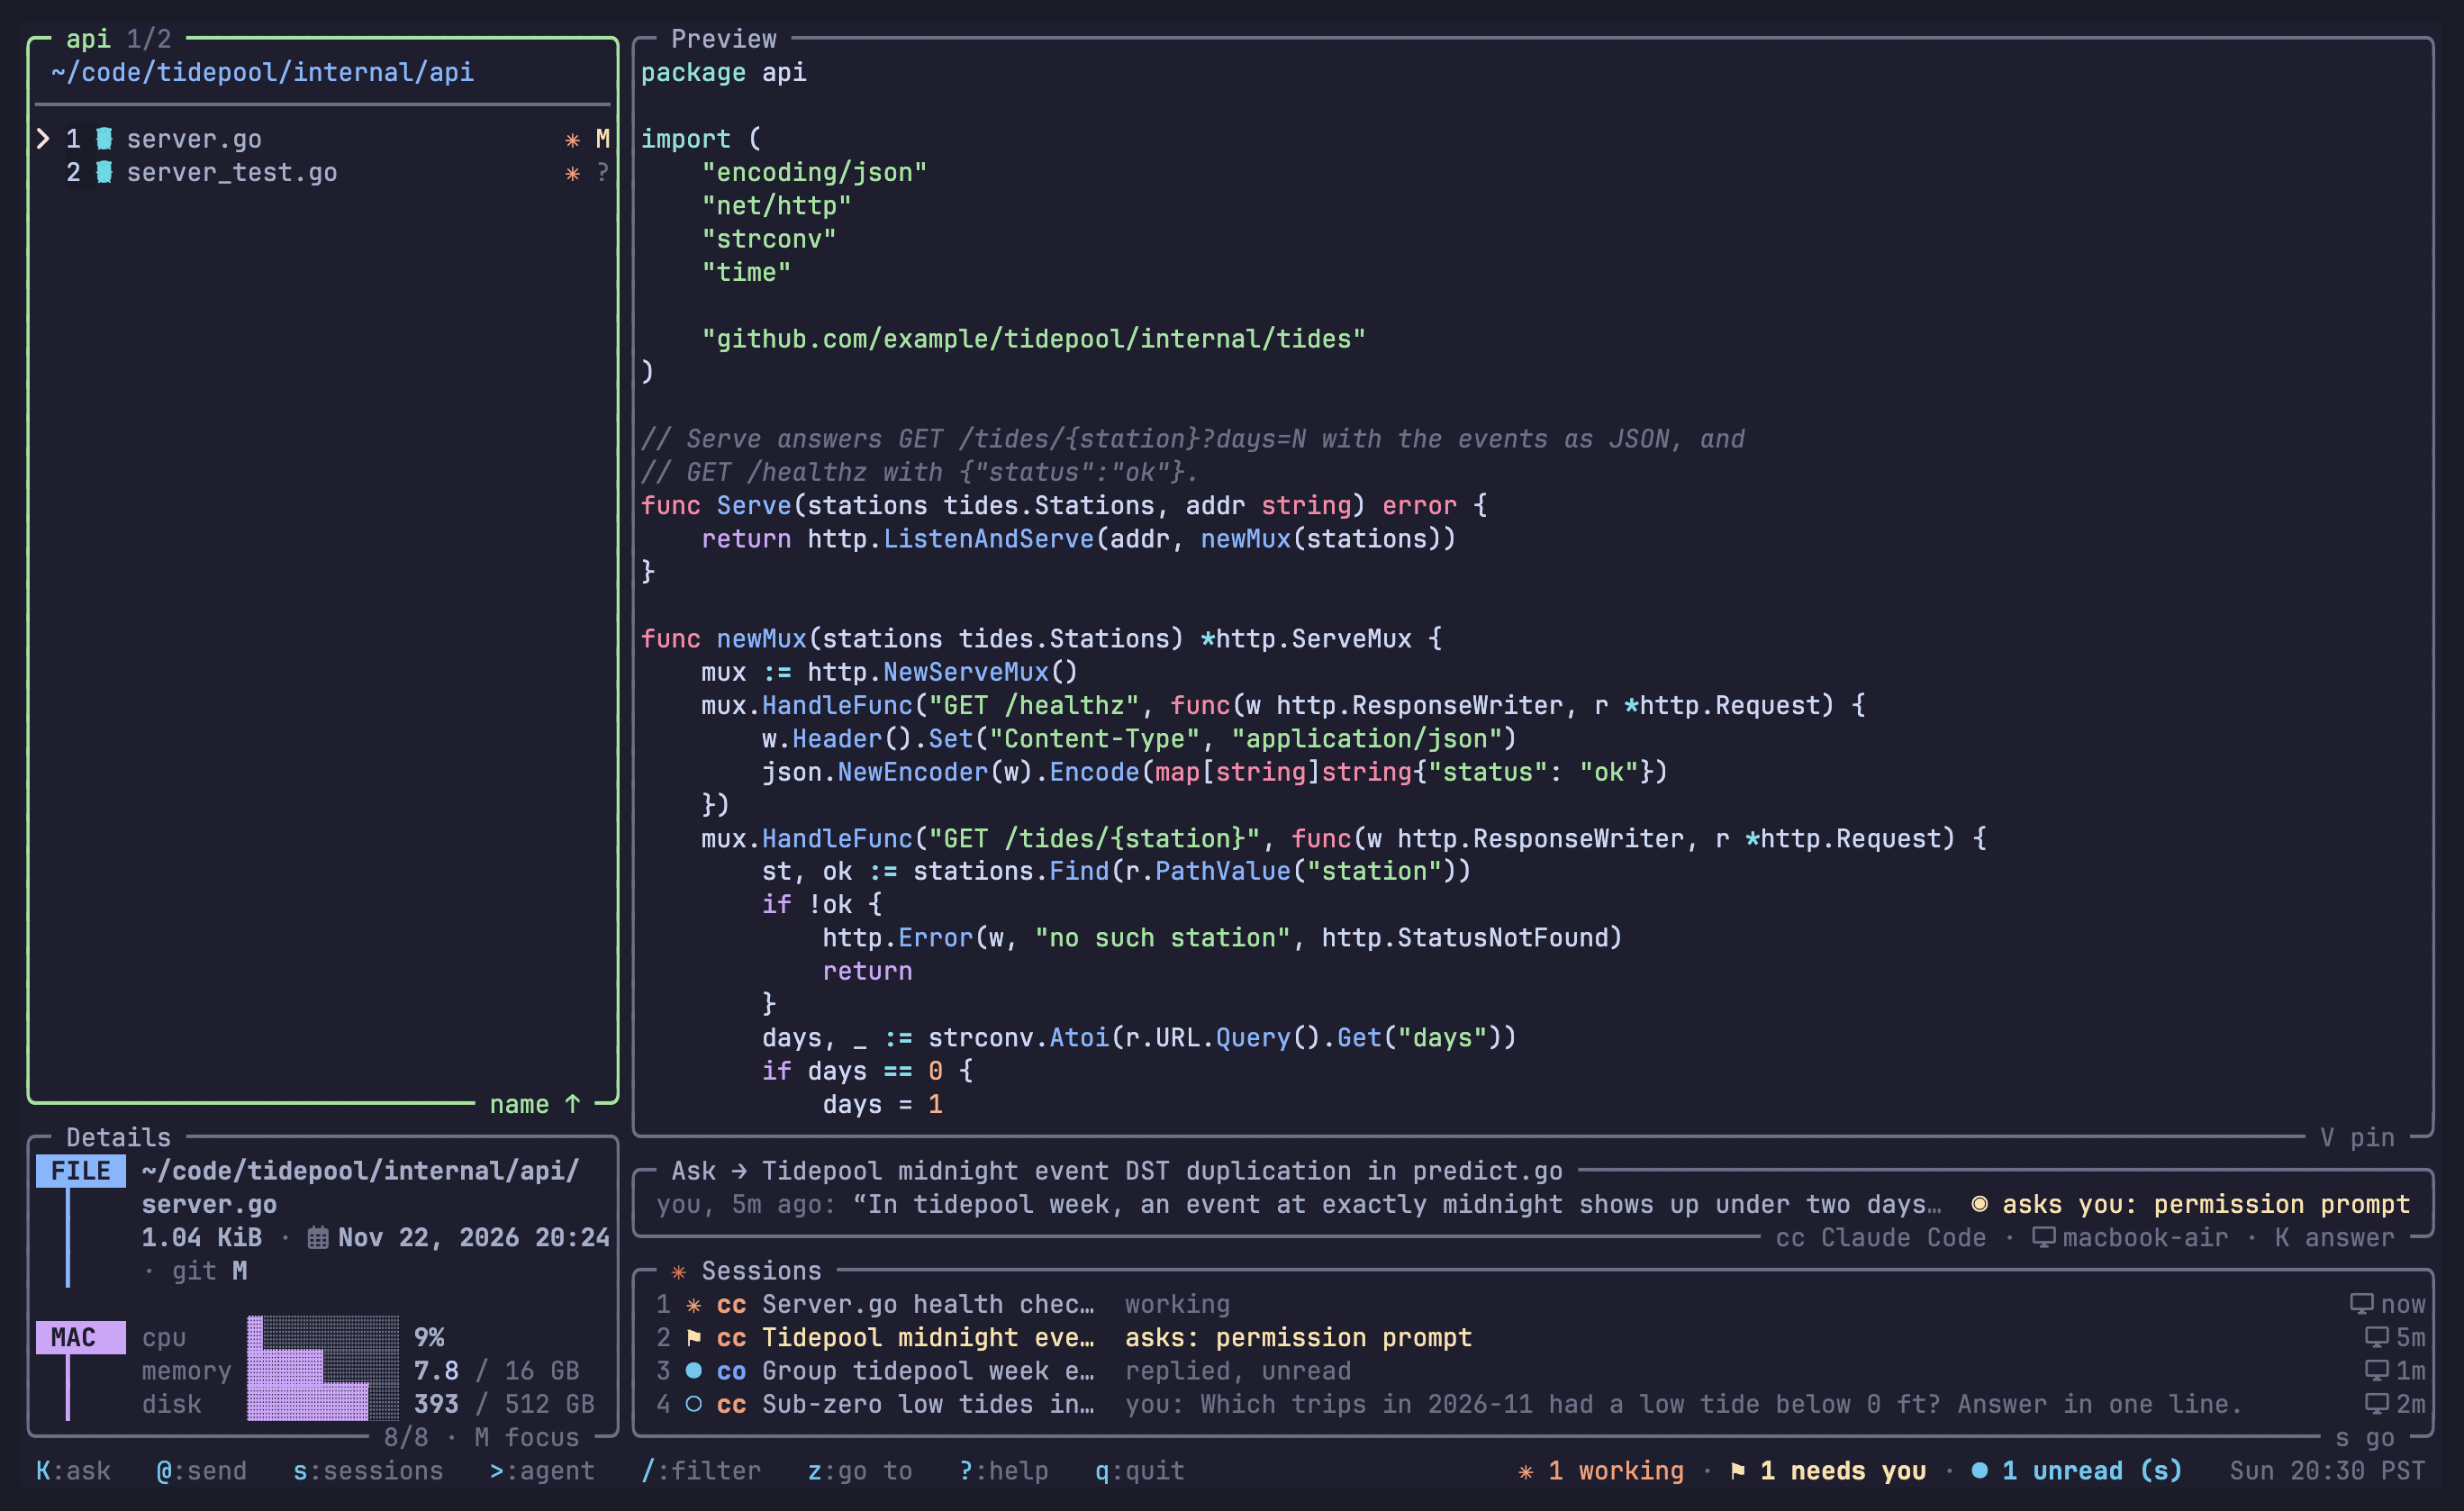 api 1/2
~/code/tidepool/internal/api
1 server.go ✳ M
2 server_test.go ✳ ?
name ↑
Preview
package api
import (
"encoding/json"
"net/http"
"strconv"
"time"
"github.com/example/tidepool/internal/tides"
)
// Serve answers GET /tides/{station}?days=N with the events as JSON, and
// GET /healthz with {"status":"ok"}.
func Serve(stations tides.Stations, addr string) error {
return http.ListenAndServe(addr, newMux(stations))
}
func newMux(stations tides.Stations) *http.ServeMux {
mux := http.NewServeMux()
mux.HandleFunc("GET /healthz", func(w http.ResponseWriter, r *http.Request) {
w.Header().Set("Content-Type", "application/json")
json.NewEncoder(w).Encode(map[string]string{"status": "ok"})
})
mux.HandleFunc("GET /tides/{station}", func(w http.ResponseWriter, r *http.Request) {
st, ok := stations.Find(r.PathValue("station"))
if !ok {
http.Error(w, "no such station", http.StatusNotFound)
return
}
days, _ := strconv.Atoi(r.URL.Query().Get("days"))
if days == 0 {
days = 1
V pin
Details
FILE ~/code/tidepool/internal/api/
server.go
1.04 KiB · Nov 22, 2026 20:24
· git M
MAC cpu 9%
memory 7.8 / 16 GB
disk 393 / 512 GB
8/8 · M focus
Ask → Tidepool midnight event DST duplication in predict.go
you, 5m ago: “In tidepool week, an event at exactly midnight shows up under two days… ◉ asks you: permission prompt
cc Claude Code · macbook-air · K answer
✳ Sessions
1 ✳ cc Server.go health chec… working now
2 ⚑ cc Tidepool midnight eve… asks: permission prompt 5m
3 ● co Group tidepool week e… replied, unread 1m
4 ○ cc Sub-zero low tides in… you: Which trips in 2026-11 had a low tide below 0 ft? Answer in one line. 2m
s go
K:ask @:send s:sessions >:agent /:filter z:go to ?:help q:quit ✳ 1 working · ⚑ 1 needs you · ● 1 unread (s) Sun 20:30 PST